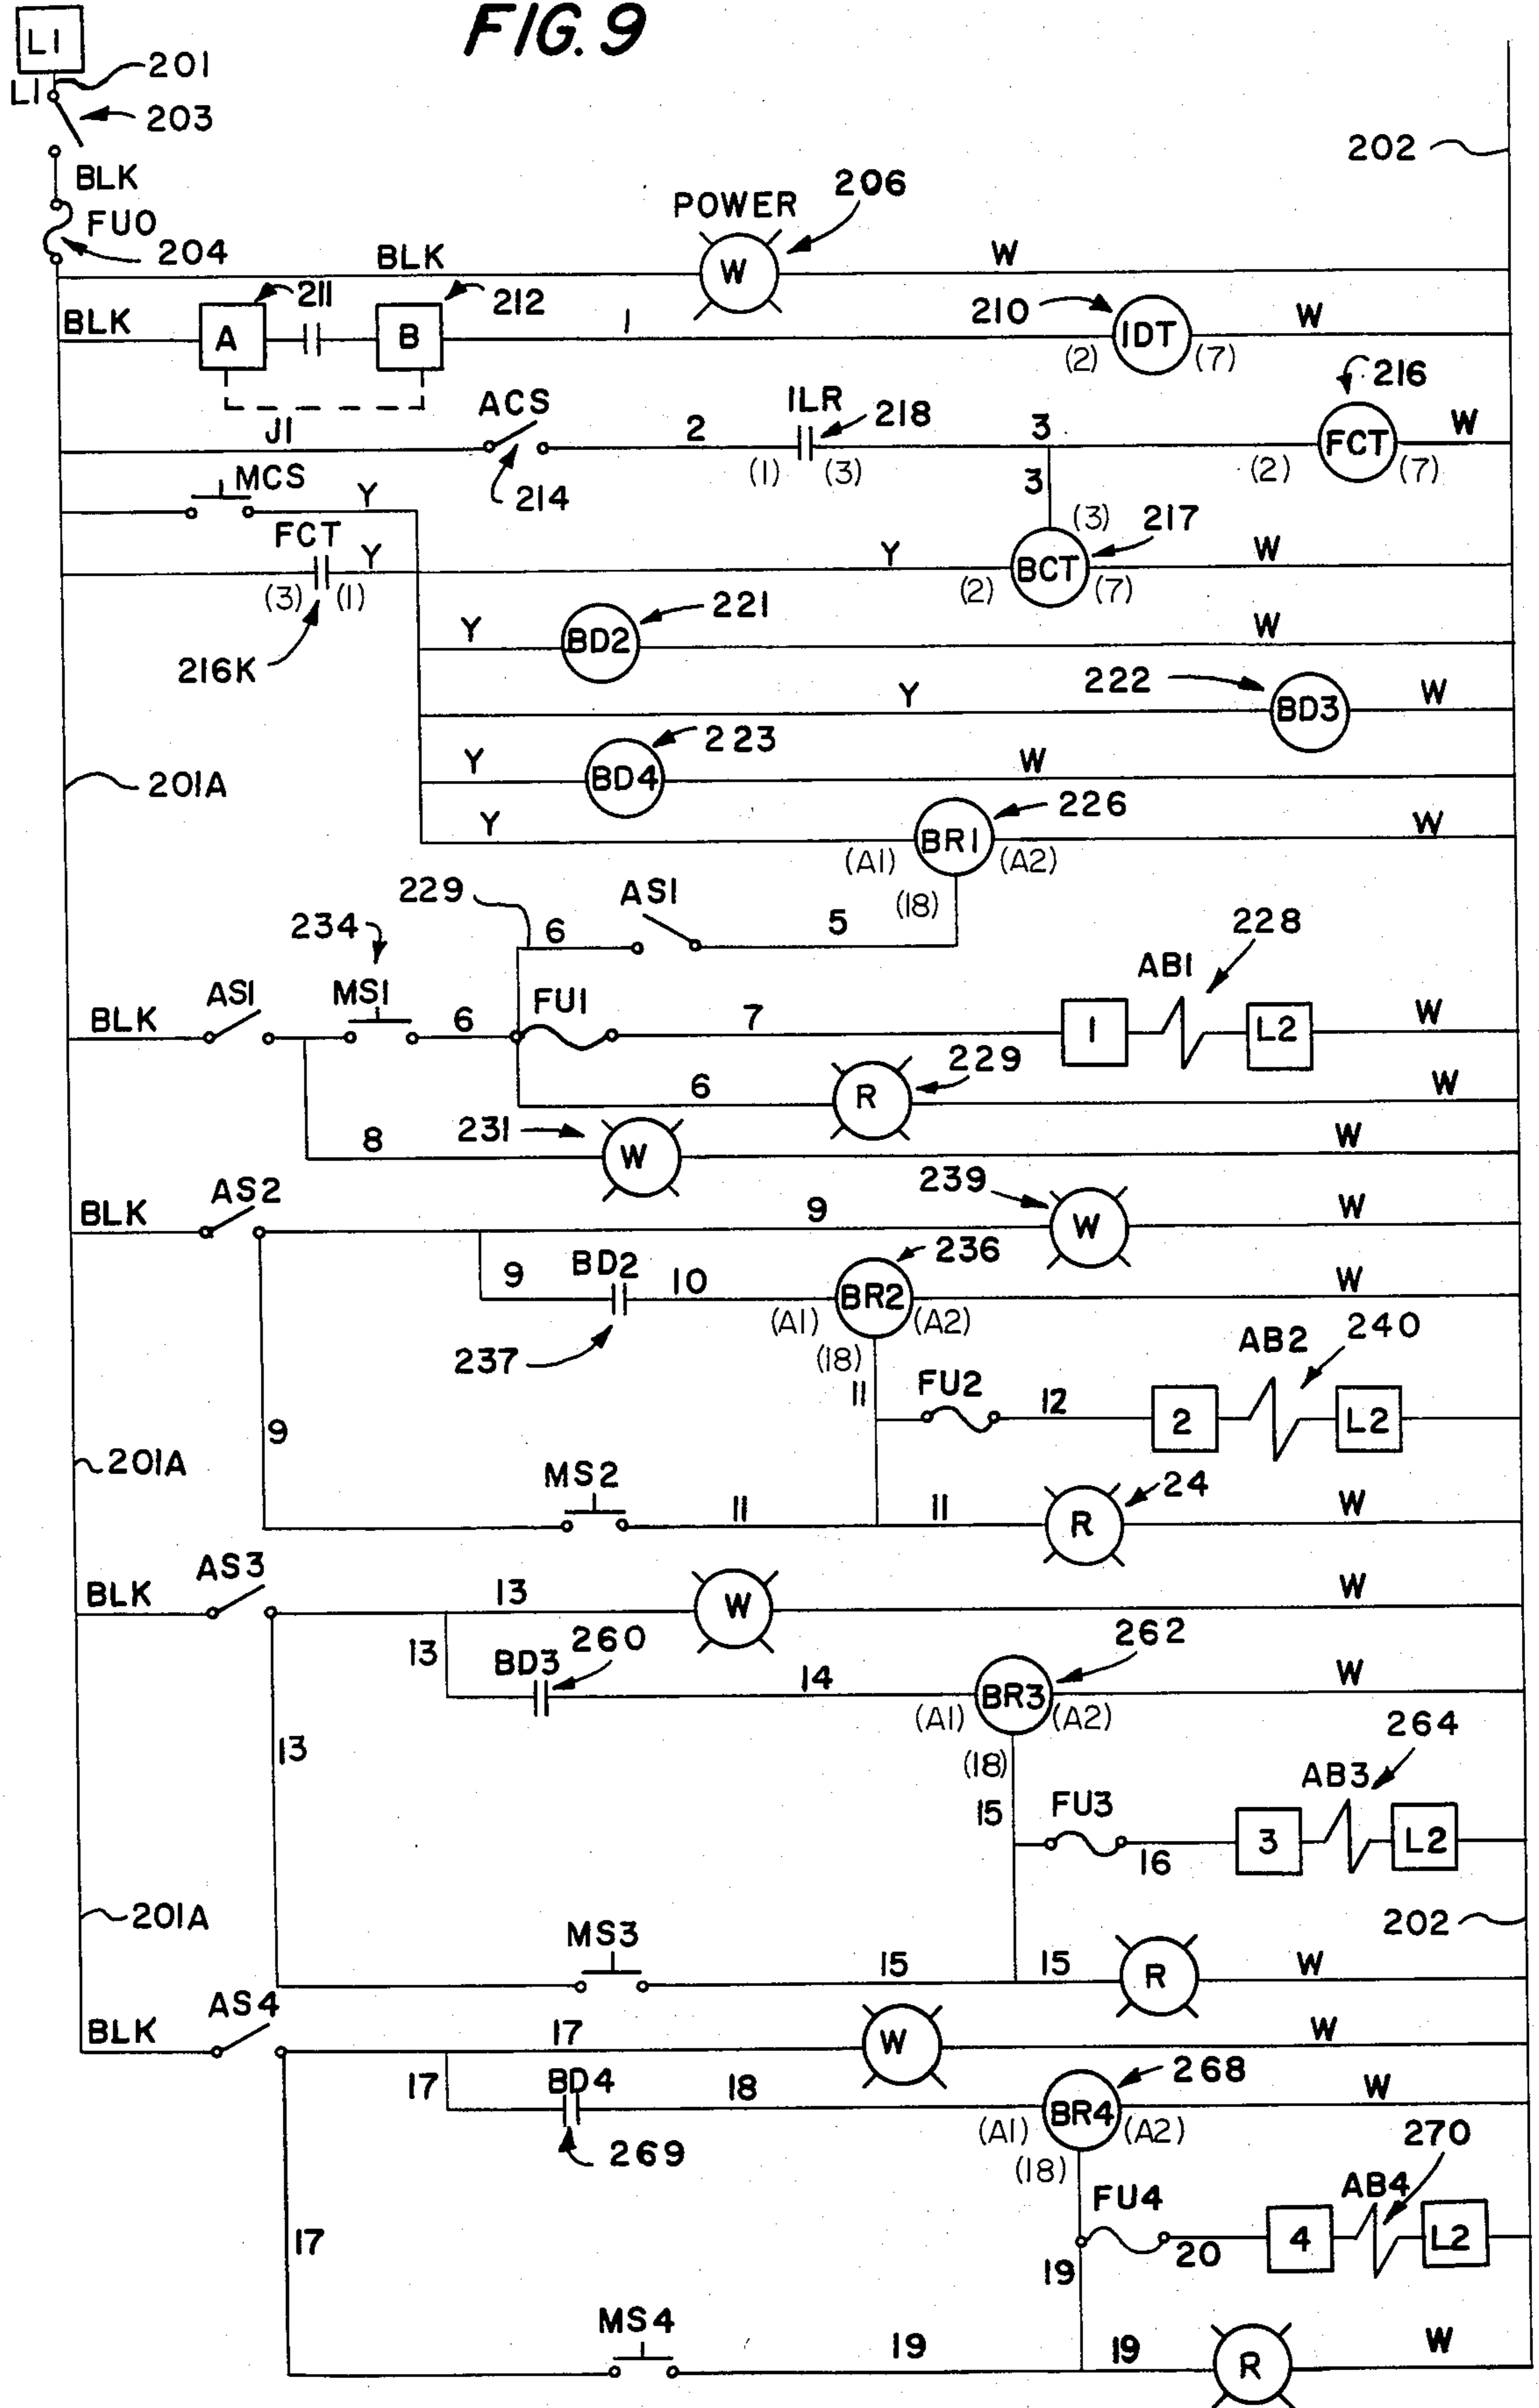 FIG. 9
L1
201
L1
203
202
BLK
206
POWER
FUO
204
BLK
W
W
211
212
210
BLK
A
B
1
IDT
W
(2)
(7)
216
ACS
ILR
218
J1
2
3
FCT
W
(1)
(3)
(2)
(7)
214
MCS
Y
3
(3)
217
FCT
Y
Y
BCT
W
(3)
(1)
(2)
(7)
221
Y
BD2
W
216K
222
Y
BD3
W
223
Y
BD4
W
201A
226
Y
BR1
W
(A1)
(A2)
229
AS1
(18)
234
6
5
228
AB1
AS1
MS1
FU1
BLK
6
7
1
L2
W
229
6
R
W
231
8
W
W
AS2
239
BLK
9
W
W
236
BD2
9
10
BR2
W
(A1)
(A2)
237
(18)
AB2
240
11
FU2
12
2
L2
9
201A
MS2
24
11
11
R
W
AS3
BLK
13
W
W
260
262
13
BD3
14
BR3
W
(A1)
(A2)
264
13
(18)
AB3
15
FU3
3
L2
16
201A
202
MS3
15
15
R
W
AS4
BLK
17
W
W
268
17
BD4
18
BR4
W
(A1)
(A2)
269
270
(18)
AB4
FU4
17
4
L2
20
19
MS4
19
19
R
W